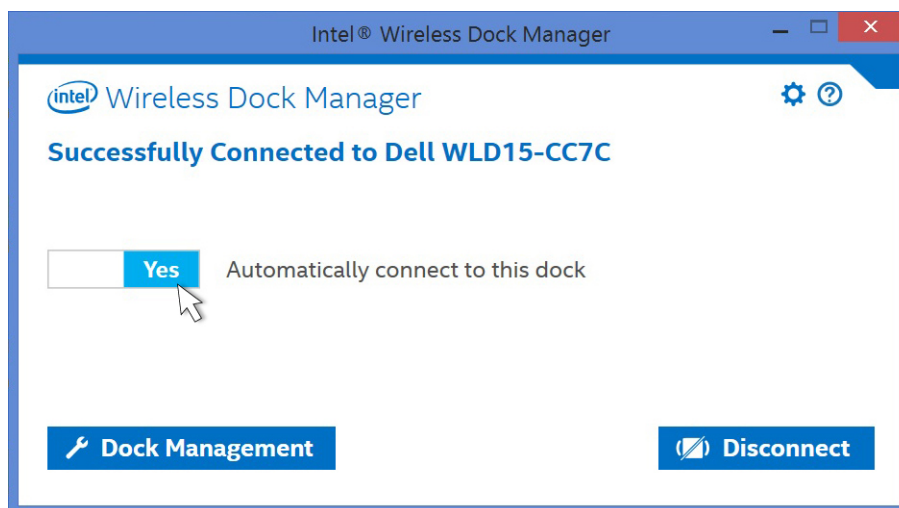 Intel® Wireless Dock Manager
intel Wireless Dock Manager
Successfully Connected to Dell WLD15-CC7C
Yes Automatically connect to this dock
Dock Management
Disconnect